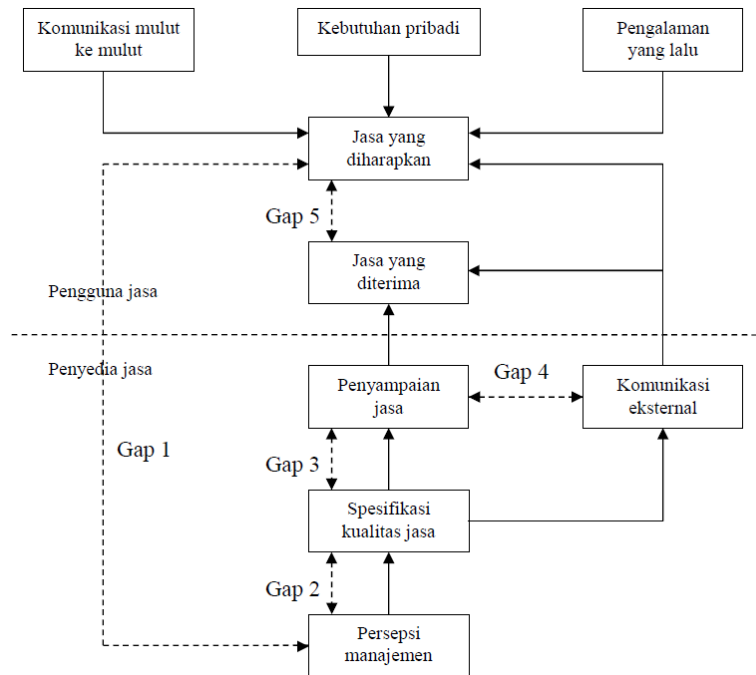 Komunikasi mulut
ke mulut
Kebutuhan pribadi
Pengalaman
yang lalu
Jasa yang
diharapkan
Gap 5
Jasa yang
diterima
Pengguna jasa
Penyedia jasa
Penyampaian
jasa
Gap 4
Komunikasi
eksternal
Gap 1
Gap 3
Spesifikasi
kualitas jasa
Gap 2
Persepsi
manajemen